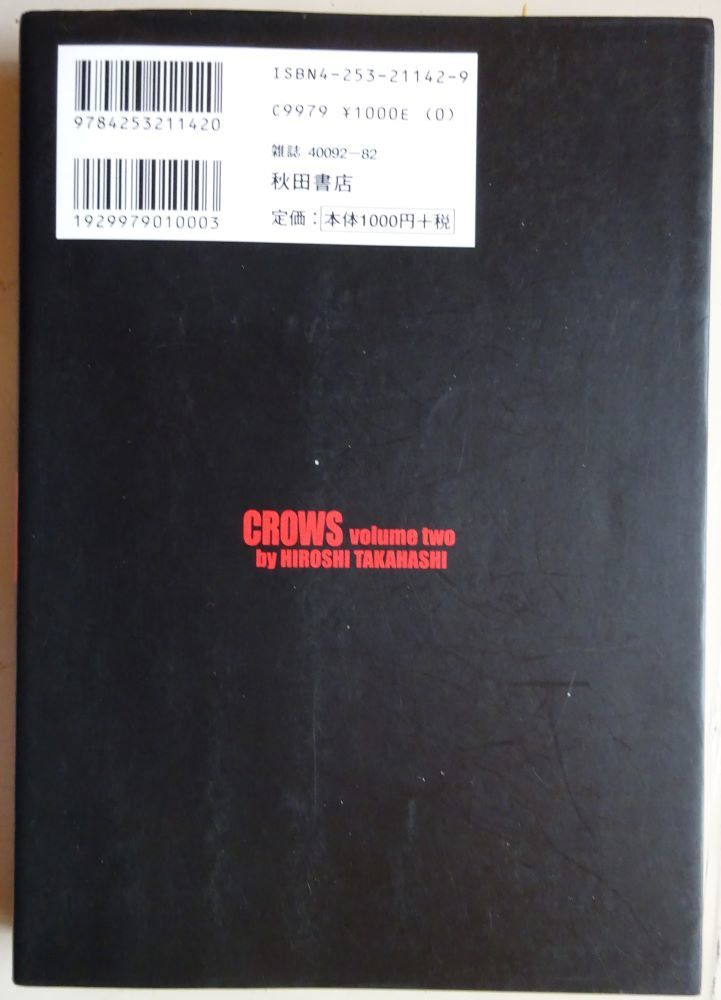 9784253211420
1929979010003
ISBN4-253-21142-9
C9979 ¥1000E (0)
雑誌 40092-82
秋田書店
定価:本体1000円+税
CROWS volume two
by HIROSHI TAKAHASHI